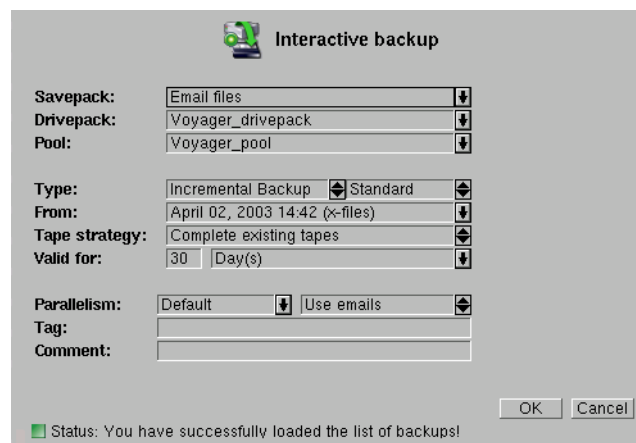 Interactive backup
Savepack: Email files
Drivepack: Voyager_drivepack
Pool: Voyager_pool
Type: Incremental Backup Standard
From: April 02, 2003 14:42 (x-files)
Tape strategy: Complete existing tapes
Valid for: 30 Day(s)
Parallelism: Default Use emails
Tag:
Comment:
OK Cancel
Status: You have successfully loaded the list of backups!